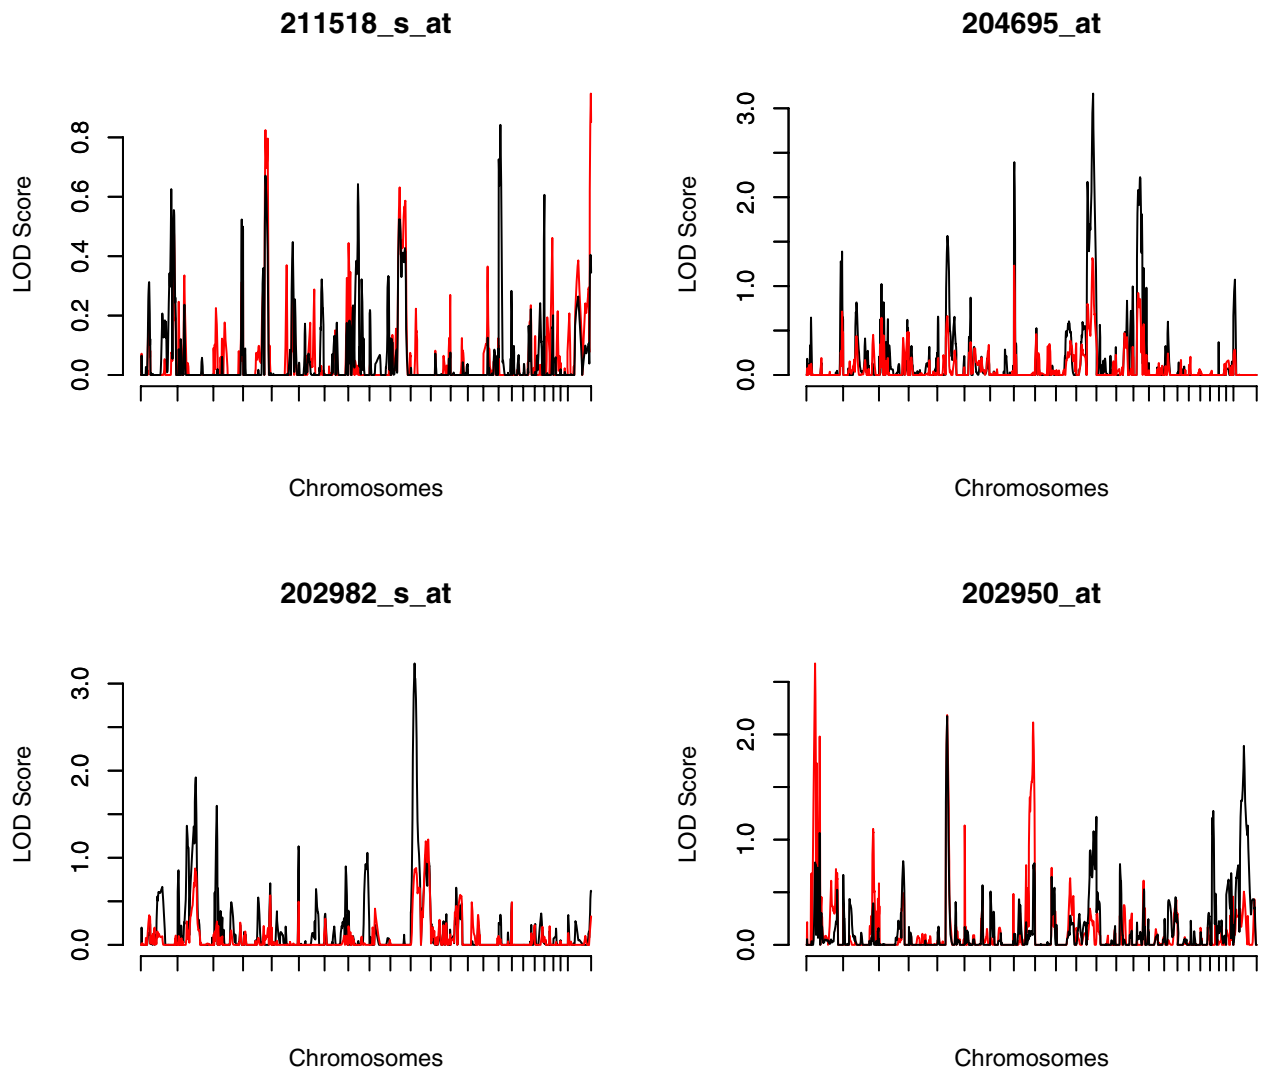 211518_s_at
LOD Score
0.0 0.2 0.4 0.6 0.8
Chromosomes
204695_at
LOD Score
0.0 1.0 2.0 3.0
Chromosomes
202982_s_at
LOD Score
0.0 1.0 2.0 3.0
Chromosomes
202950_at
LOD Score
0.0 1.0 2.0
Chromosomes